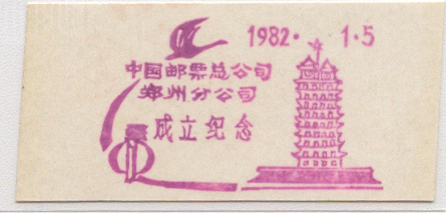 1982· 1·5
中国邮票总公司
郑州分公司
成立纪念